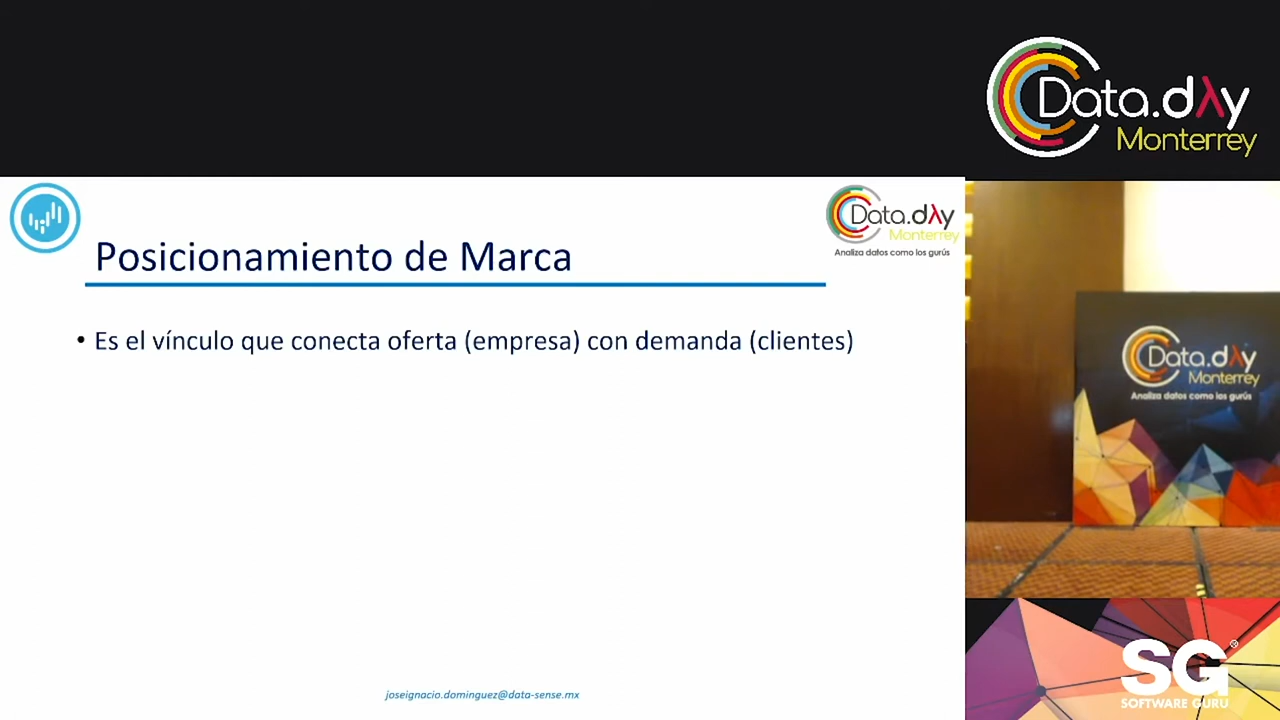 Data.dλy
Monterrey
Data.dλy
Monterrey
Analiza datos como los gurús
Posicionamiento de Marca
• Es el vínculo que conecta oferta (empresa) con demanda (clientes)
Data.dλy
Monterrey
Analiza datos como los gurús
joseignacio.dominguez@data-sense.mx
SG
SOFTWARE GURU